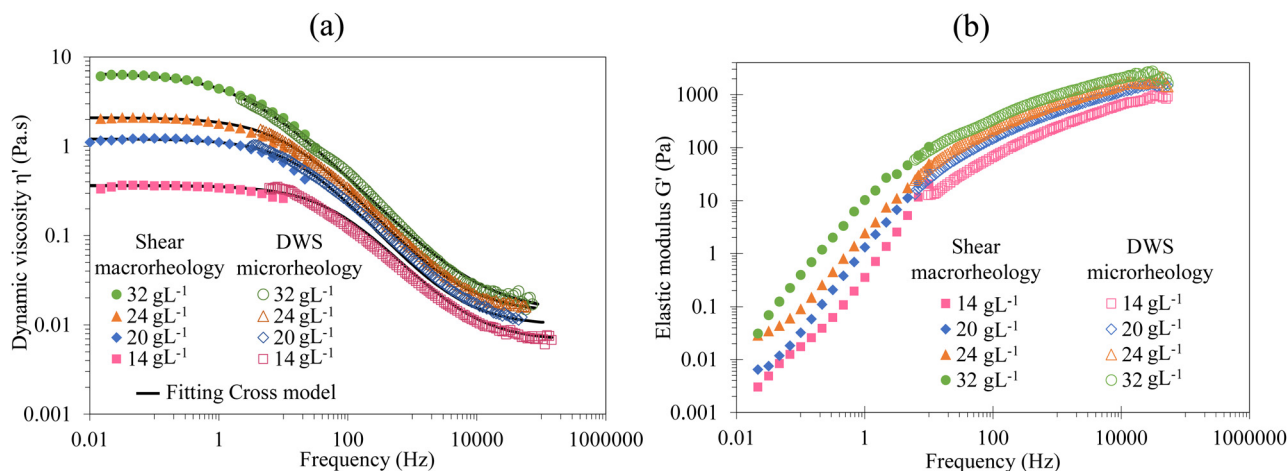 (a)
Dynamic viscosity η' (Pa.s)
10
1
0.1
0.01
0.001
0.01
1
100
10000
1000000
Frequency (Hz)
Shear
macrorheology
32 gL⁻¹
24 gL⁻¹
20 gL⁻¹
14 gL⁻¹
DWS
microrheology
32 gL⁻¹
24 gL⁻¹
20 gL⁻¹
14 gL⁻¹
Fitting Cross model
(b)
Elastic modulus G' (Pa)
1000
100
10
1
0.1
0.01
0.001
0.01
1
100
10000
1000000
Frequency (Hz)
Shear
macrorheology
14 gL⁻¹
20 gL⁻¹
24 gL⁻¹
32 gL⁻¹
DWS
microrheology
14 gL⁻¹
20 gL⁻¹
24 gL⁻¹
32 gL⁻¹